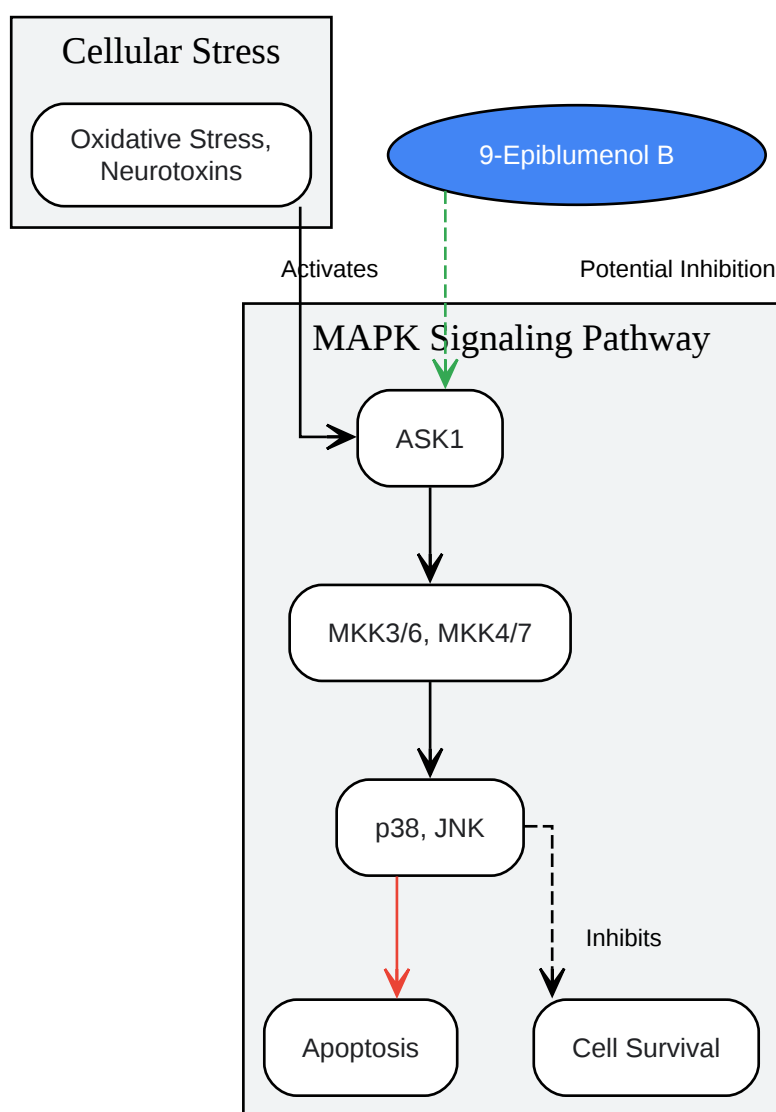 Cellular Stress
Oxidative Stress,
Neurotoxins
9-Epiblumenol B
Activates
Potential Inhibition
MAPK Signaling Pathway
ASK1
MKK3/6, MKK4/7
p38, JNK
Inhibits
Apoptosis
Cell Survival